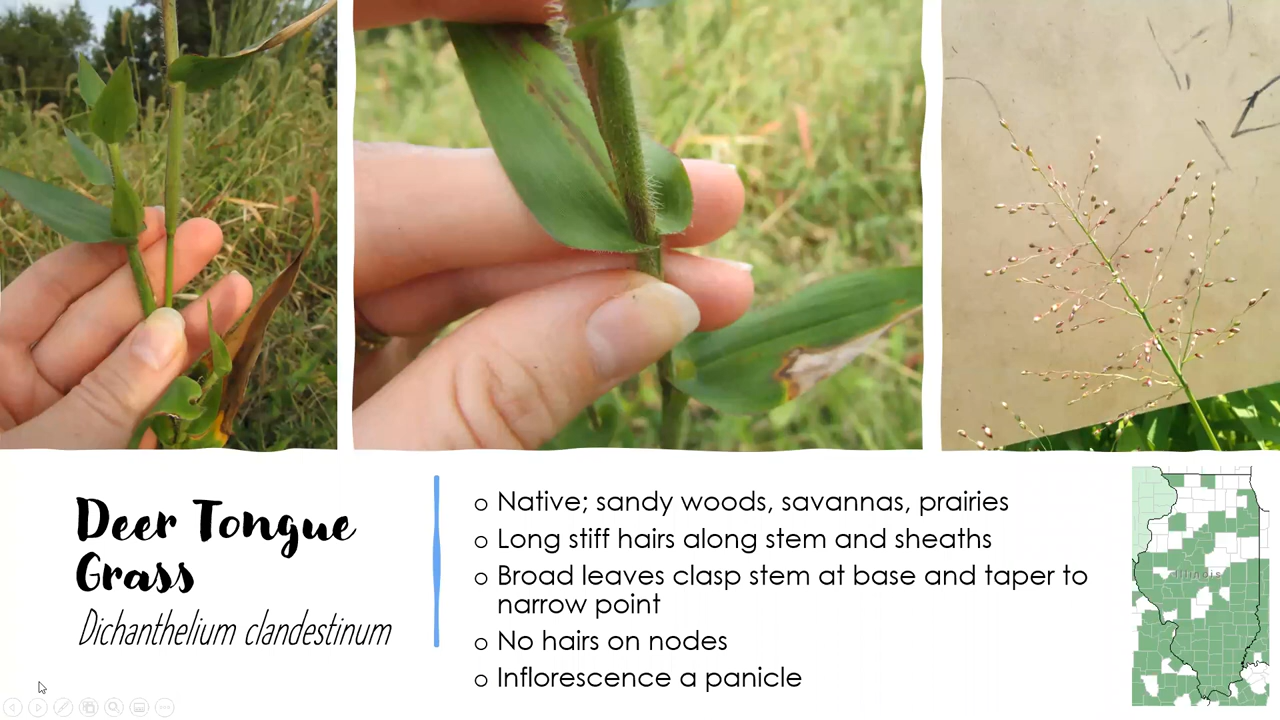 Deer Tongue
Grass
Dichanthelium clandestinum
o Native; sandy woods, savannas, prairies
o Long stiff hairs along stem and sheaths
o Broad leaves clasp stem at base and taper to
narrow point
o No hairs on nodes
o Inflorescence a panicle
Illinois